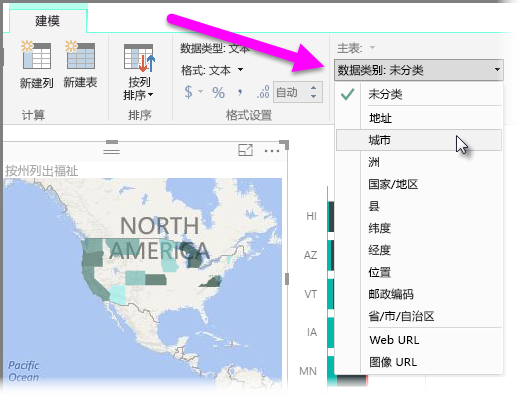 建模
新建列
新建表
计算
按列
排序
排序
数据类型: 文本
格式: 文本
$ % , .00
自动
格式设置
主表:
数据类别: 未分类
未分类
地址
城市
洲
国家/地区
县
纬度
经度
位置
邮政编码
省/市/自治区
Web URL
图像 URL
按州列出福祉
NORTH
AMERICA
Pacific
Ocean
HI
AZ
VT
IA
MN